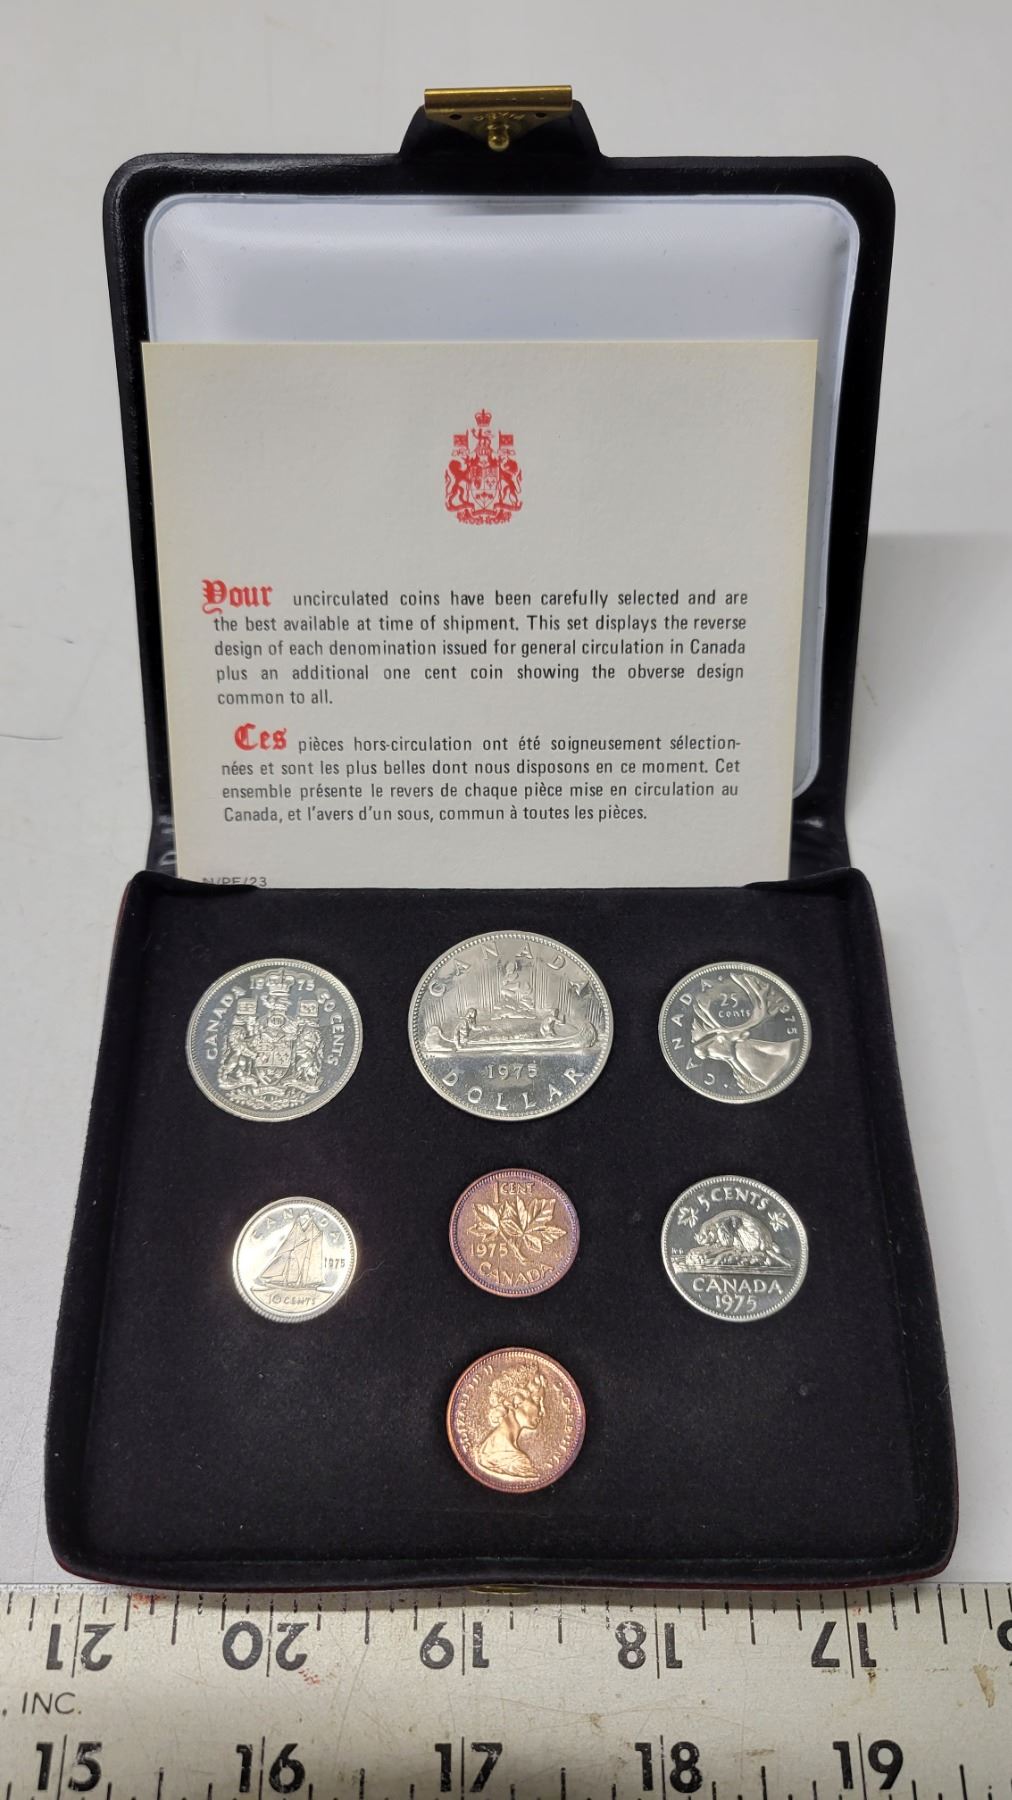 Your uncirculated coins have been carefully selected and are
the best available at time of shipment. This set displays the reverse
design of each denomination issued for general circulation in Canada
plus an additional one cent coin showing the obverse design
common to all.
Ces pièces hors-circulation ont été soigneusement sélection-
nées et sont les plus belles dont nous disposons en ce moment. Cet
ensemble présente le revers de chaque pièce mise en circulation au
Canada, et l'avers d'un sous, commun à toutes les pièces.
N/PE/23
CANADA 1975 50 CENTS
CANADA
1975
DOLLAR
CANADA 25 cents 1975
CANADA
1975
10 CENTS
1 CENT
1975
CANADA
5 CENTS
CANADA
1975
ELIZABETH II D·G·REGINA
21 20 19 18 17
, INC.
15 16 17 18 19